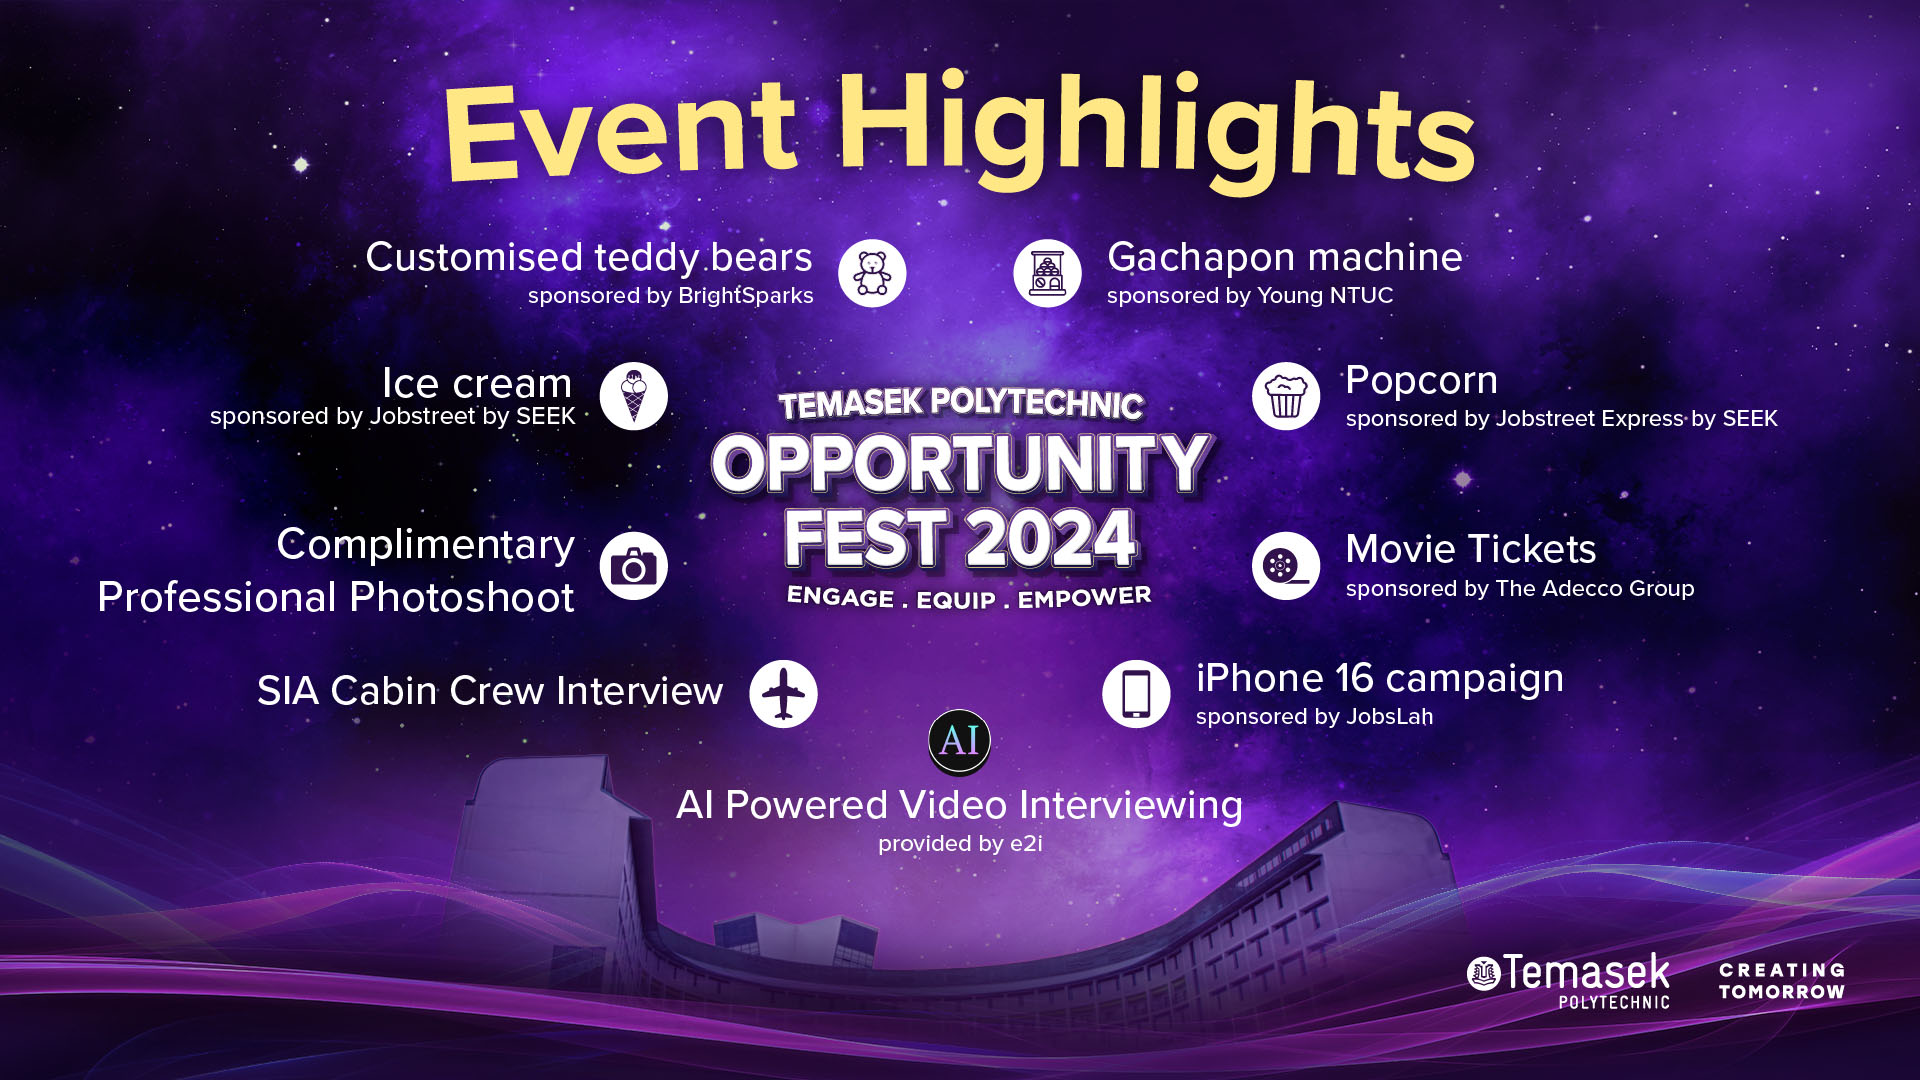 Event Highlights
Customised teddy bears
sponsored by BrightSparks
Gachapon machine
sponsored by Young NTUC
Ice cream
sponsored by Jobstreet by SEEK
Popcorn
sponsored by Jobstreet Express by SEEK
TEMASEK POLYTECHNIC
OPPORTUNITY
FEST 2024
ENGAGE . EQUIP . EMPOWER
Complimentary
Professional Photoshoot
Movie Tickets
sponsored by The Adecco Group
SIA Cabin Crew Interview
iPhone 16 campaign
sponsored by JobsLah
AI
AI Powered Video Interviewing
provided by e2i
Temasek
POLYTECHNIC
CREATING
TOMORROW